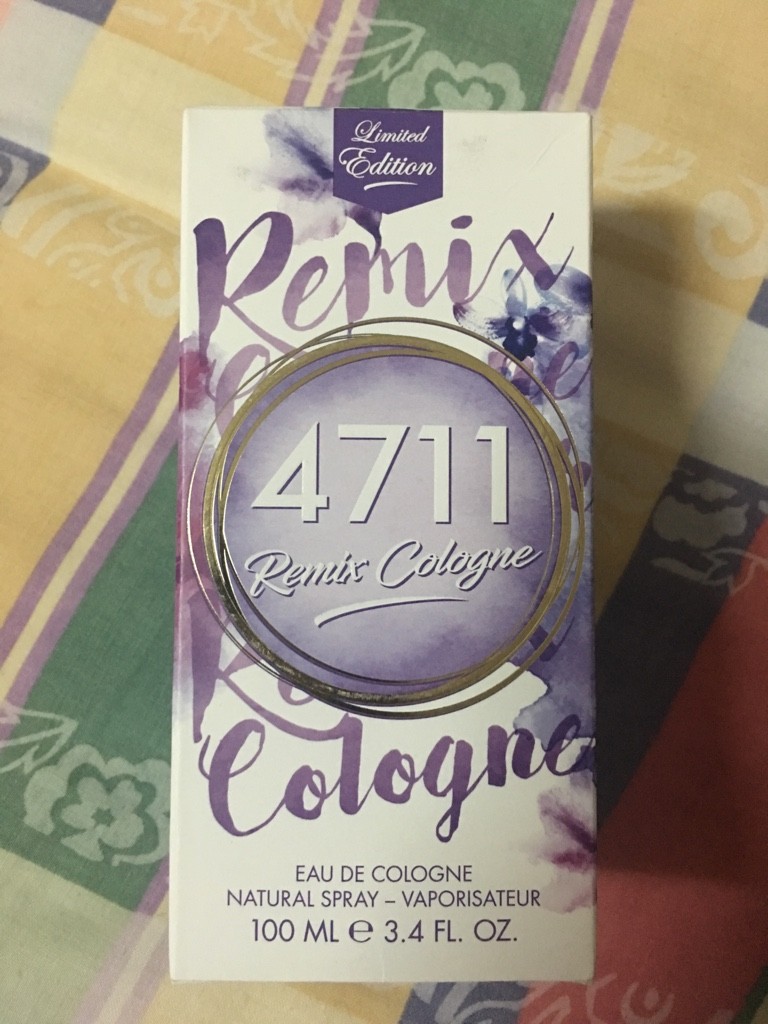 Limited
Edition
Remix
4711
Remix Cologne
Cologne
EAU DE COLOGNE
NATURAL SPRAY – VAPORISATEUR
100 ML ℮ 3.4 FL. OZ.